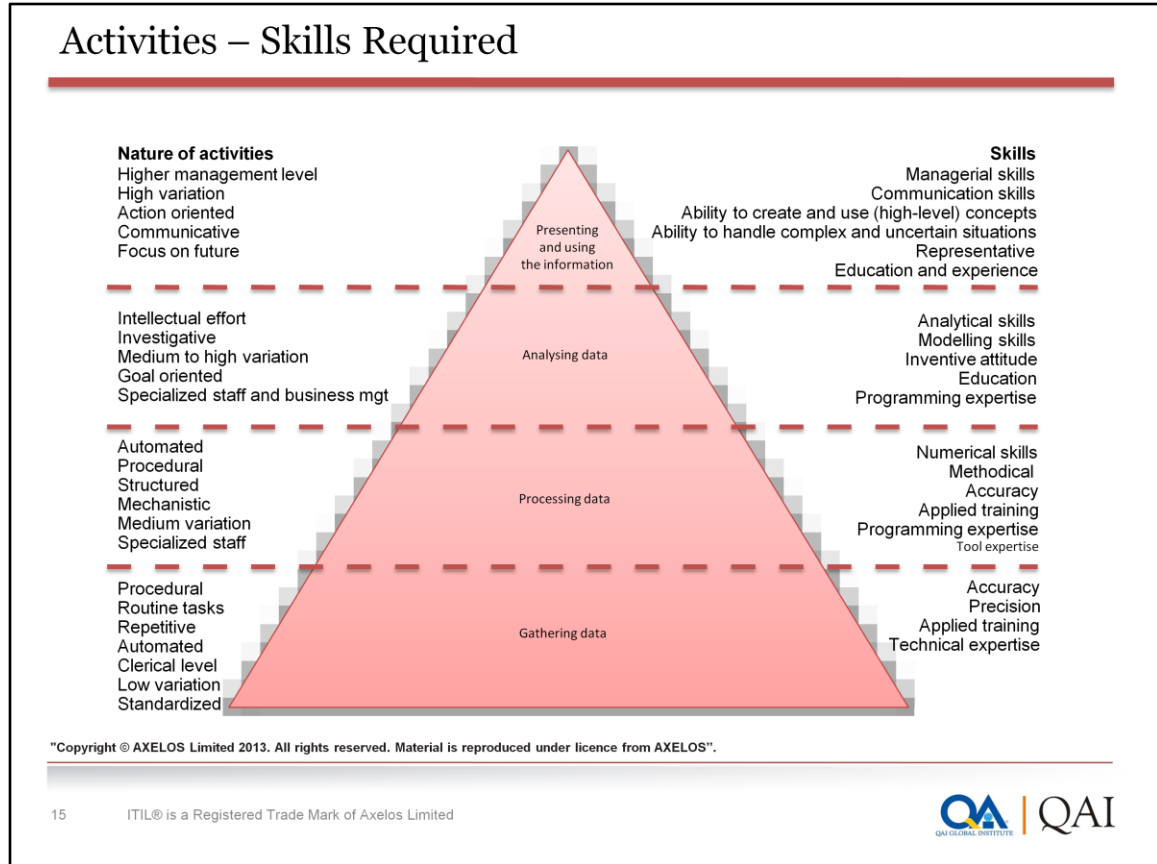 Activities – Skills Required
Nature of activities
Higher management level
High variation
Action oriented
Communicative
Focus on future
Skills
Managerial skills
Communication skills
Ability to create and use (high-level) concepts
Ability to handle complex and uncertain situations
Representative
Education and experience
Presenting
and using
the information
Intellectual effort
Investigative
Medium to high variation
Goal oriented
Specialized staff and business mgt
Analysing data
Analytical skills
Modelling skills
Inventive attitude
Education
Programming expertise
Automated
Procedural
Structured
Mechanistic
Medium variation
Specialized staff
Processing data
Numerical skills
Methodical
Accuracy
Applied training
Programming expertise
Tool expertise
Procedural
Routine tasks
Repetitive
Automated
Clerical level
Low variation
Standardized
Gathering data
Accuracy
Precision
Applied training
Technical expertise
"Copyright © AXELOS Limited 2013. All rights reserved. Material is reproduced under licence from AXELOS”.
15 ITIL® is a Registered Trade Mark of Axelos Limited
QA
QAI GLOBAL INSTITUTE
QAI